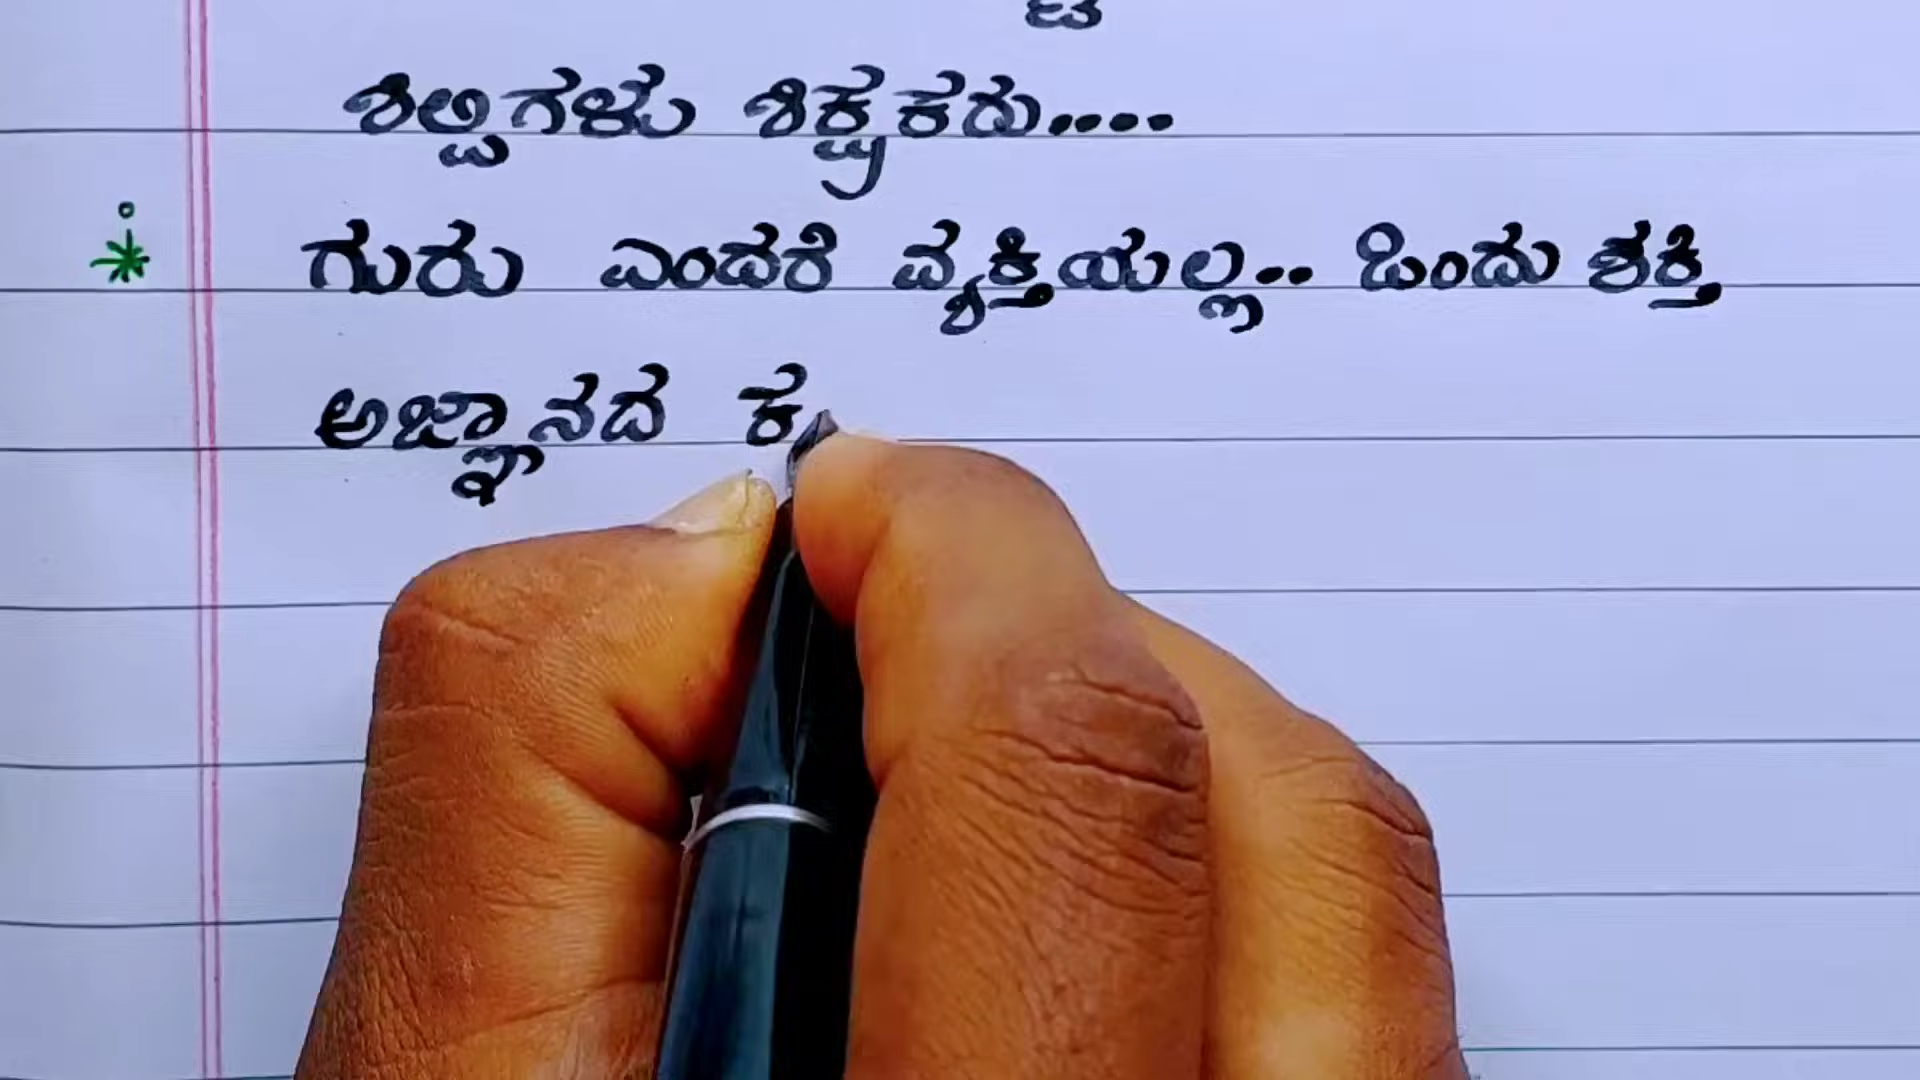 ಶಿಲ್ಪಿಗಳು ಶಿಕ್ಷಕರು....
ಗುರು ಎಂದರೆ ವ್ಯಕ್ತಿಯಲ್ಲ.. ಒಂದು ಶಕ್ತಿ
ಅಜ್ಞಾನದ ಕ